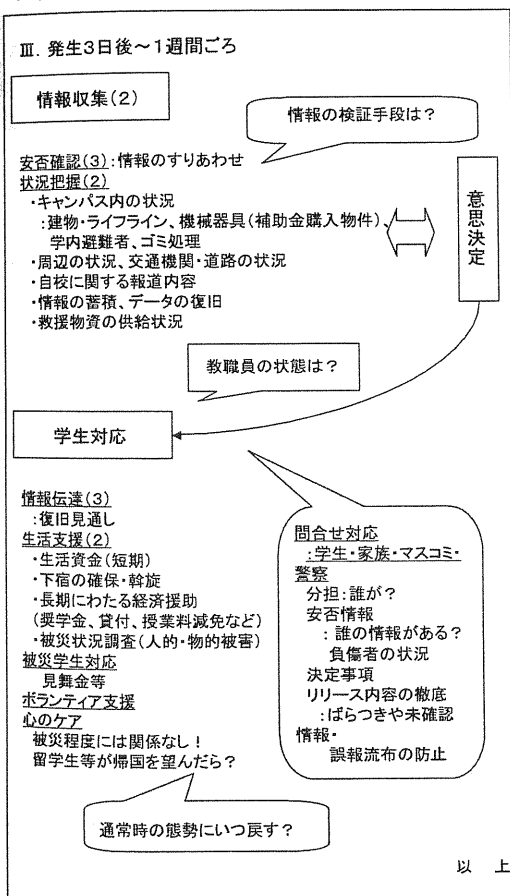 Ⅲ. 発生3日後～1週間ごろ
情報収集(2)
情報の検証手段は？
安否確認(3):情報のすりあわせ
状況把握(2)
・キャンパス内の状況
:建物・ライフライン、機械器具(補助金購入物件)、
学内避難者、ゴミ処理
・周辺の状況、交通機関・道路の状況
・自校に関する報道内容
・情報の蓄積、データの復旧
・救援物資の供給状況
意思決定
教職員の状態は？
学生対応
情報伝達(3)
:復旧見通し
生活支援(2)
・生活資金(短期)
・下宿の確保・斡旋
・長期にわたる経済援助
(奨学金、貸付、授業料減免など)
・被災状況調査(人的・物的被害)
被災学生対応
見舞金等
ボランティア支援
心のケア
被災程度には関係なし！
留学生等が帰国を望んだら？
問合せ対応
:学生・家族・マスコミ・
警察
分担:誰が？
安否情報
:誰の情報がある？
負傷者の状況
決定事項
リリース内容の徹底
:ばらつきや未確認
情報・
誤報流布の防止
通常時の態勢にいつ戻す？
以　上